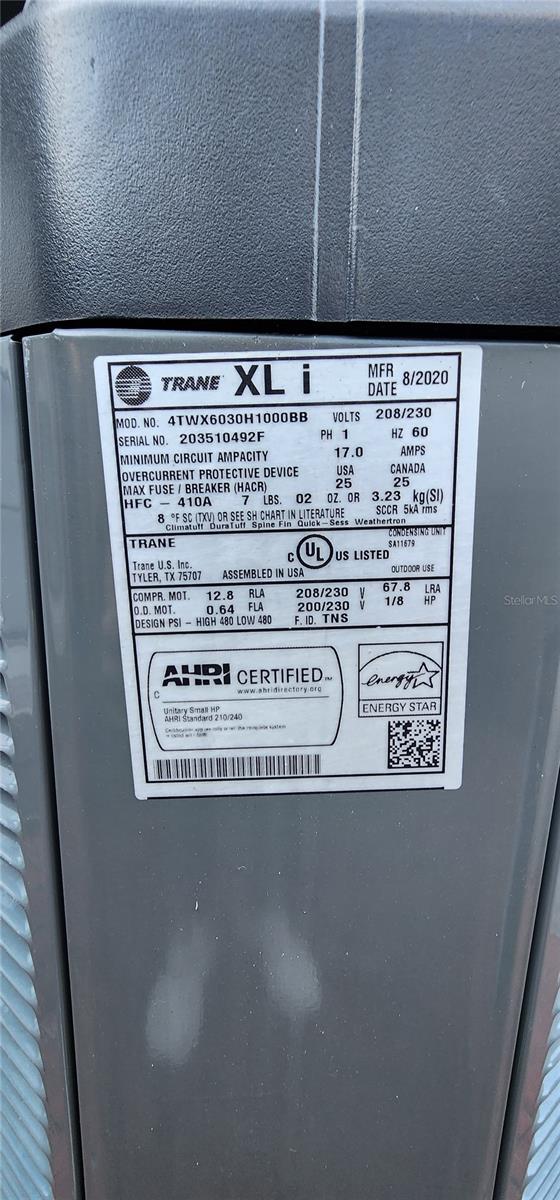 TRANE XL i MFR DATE 8/2020
MOD. NO. 4TWX6030H1000BB VOLTS 208/230
SERIAL NO. 203510492F PH 1 HZ 60
MINIMUM CIRCUIT AMPACITY 17.0 AMPS
OVERCURRENT PROTECTIVE DEVICE USA CANADA
MAX FUSE / BREAKER (HACR) 25 25
HFC - 410A 7 LBS. 02 OZ. OR 3.23 kg(SI)
8 °F SC (TXV) OR SEE SH CHART IN LITERATURE SCCR 5kA rms
Climatuff DuraTuff Spine Fin Quick-Sess Weathertron
TRANE CONDENSING UNIT
C UL US LISTED SA11679
Trane U.S. Inc.
TYLER, TX 75707 ASSEMBLED IN USA OUTDOOR USE
COMPR. MOT. 12.8 RLA 208/230 V 67.8 LRA
O.D. MOT. 0.64 FLA 200/230 V 1/8 HP
DESIGN PSI - HIGH 480 LOW 480 F. ID. TNS
AHRI CERTIFIED TM
www.ahridirectory.org
C
Unitary Small HP
AHRI Standard 210/240
energy
ENERGY STAR
Stellar MLS